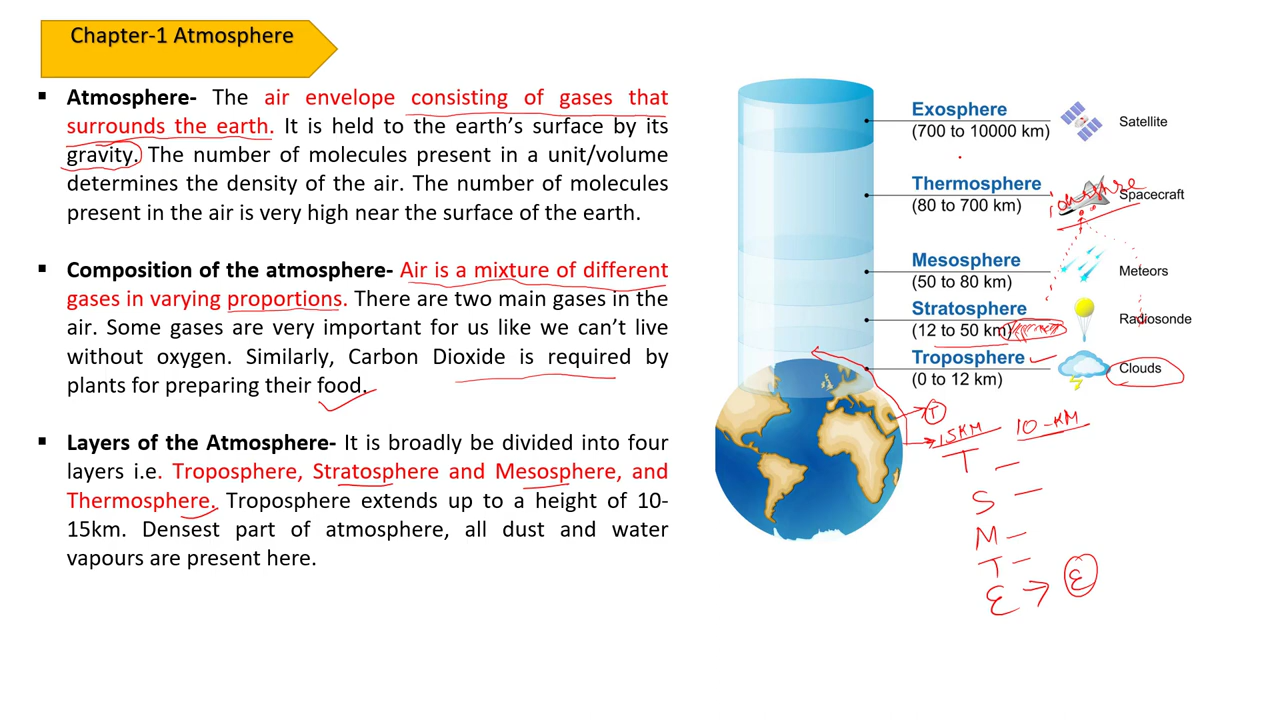 Chapter-1 Atmosphere
▪ Atmosphere- The air envelope consisting of gases that
surrounds the earth. It is held to the earth's surface by its
gravity. The number of molecules present in a unit/volume
determines the density of the air. The number of molecules
present in the air is very high near the surface of the earth.
▪ Composition of the atmosphere- Air is a mixture of different
gases in varying proportions. There are two main gases in the
air. Some gases are very important for us like we can't live
without oxygen. Similarly, Carbon Dioxide is required by
plants for preparing their food.
▪ Layers of the Atmosphere- It is broadly be divided into four
layers i.e. Troposphere, Stratosphere and Mesosphere, and
Thermosphere. Troposphere extends up to a height of 10-
15km. Densest part of atmosphere, all dust and water
vapours are present here.
Exosphere
(700 to 10000 km)
Satellite
Thermosphere
(80 to 700 km)
Spacecraft
Mesosphere
(50 to 80 km)
Meteors
Stratosphere
(12 to 50 km)
Radiosonde
Troposphere
(0 to 12 km)
Clouds
T
15KM 10-KM
T -
S -
M -
T -
E → E